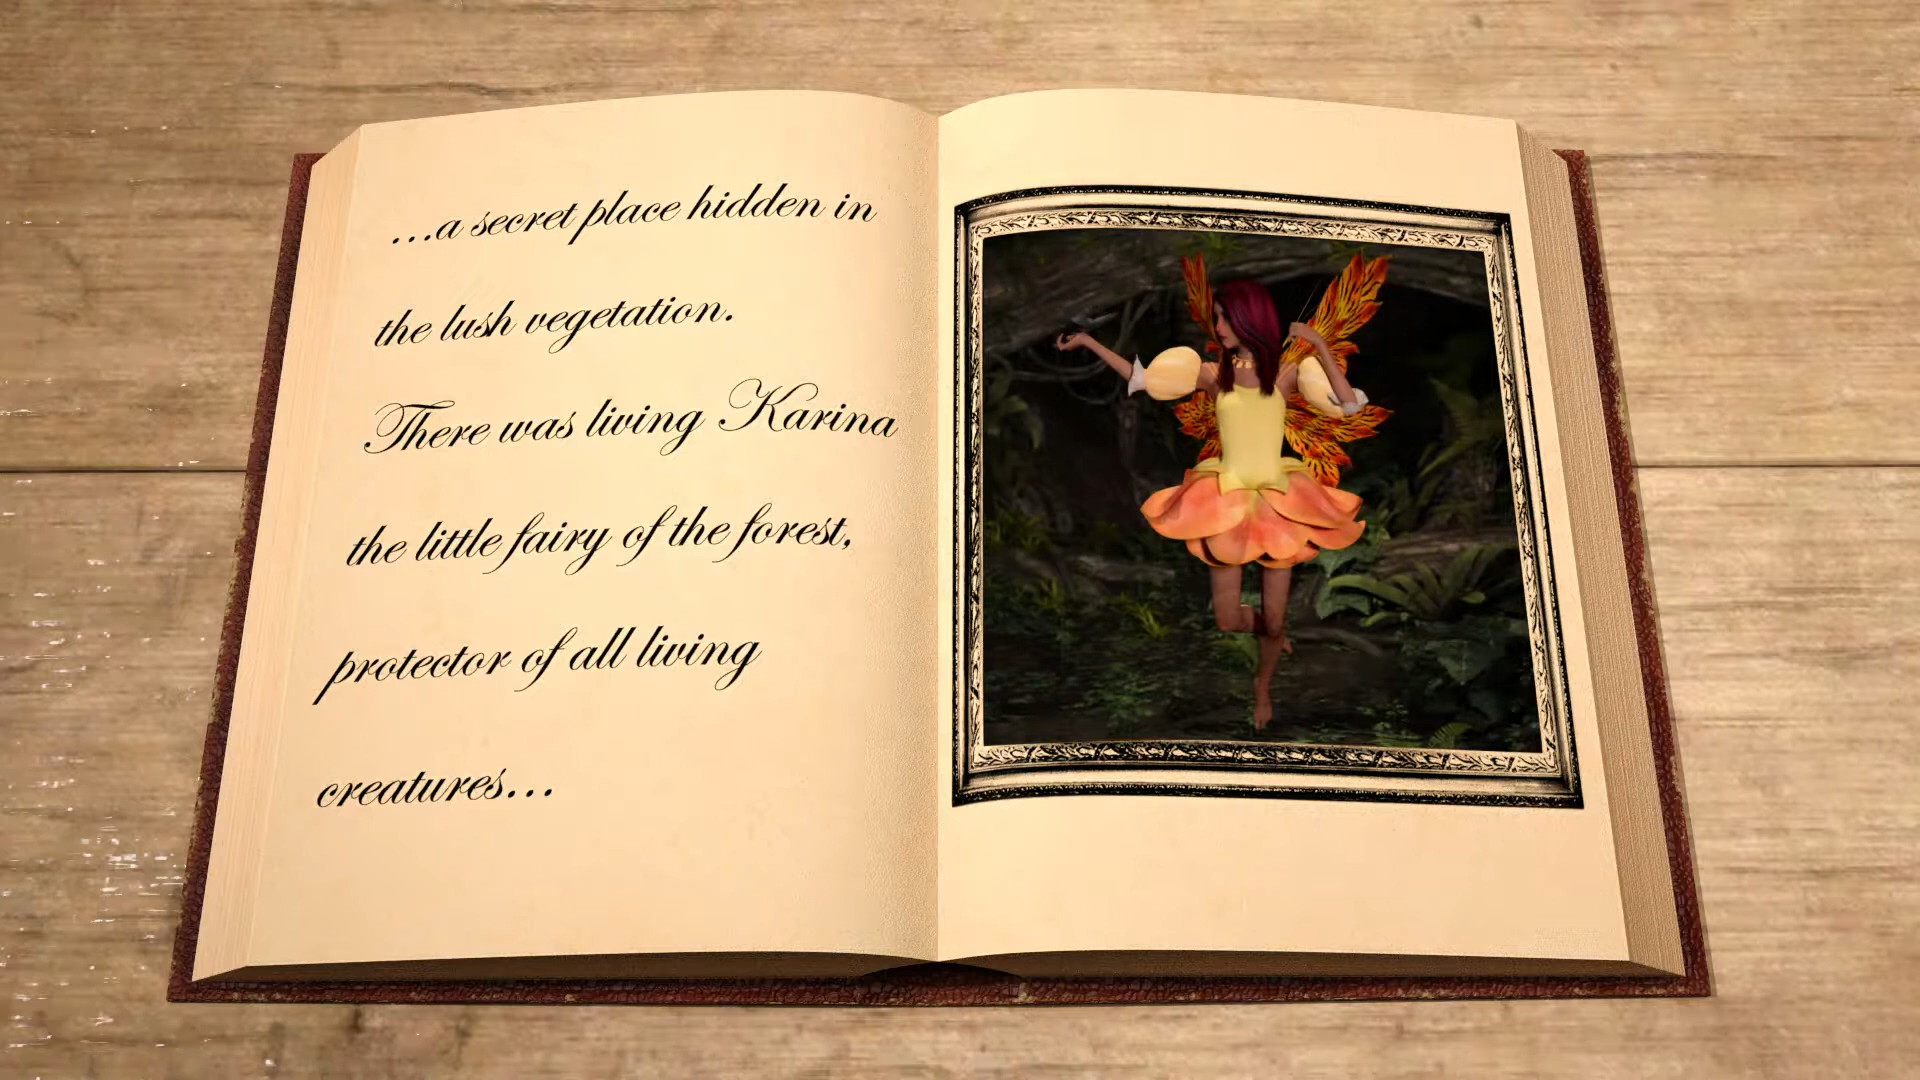 ...a secret place hidden in
the lush vegetation.
There was living Karina
the little fairy of the forest,
protector of all living
creatures...